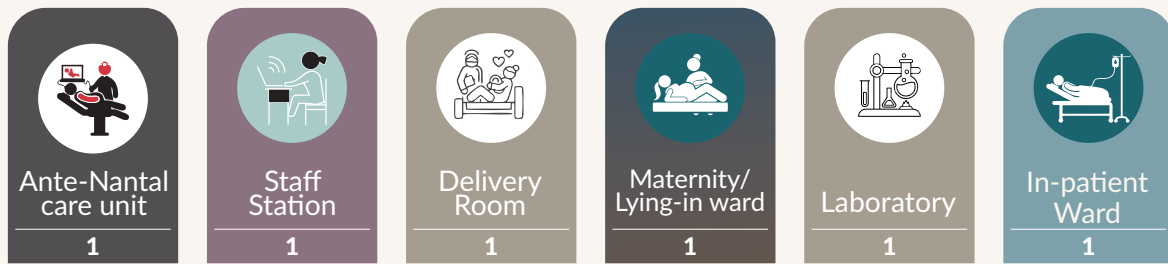 Ante-Nantal
care unit
1
Staff
Station
1
Delivery
Room
1
Maternity/
Lying-in ward
1
Laboratory
1
In-patient
Ward
1